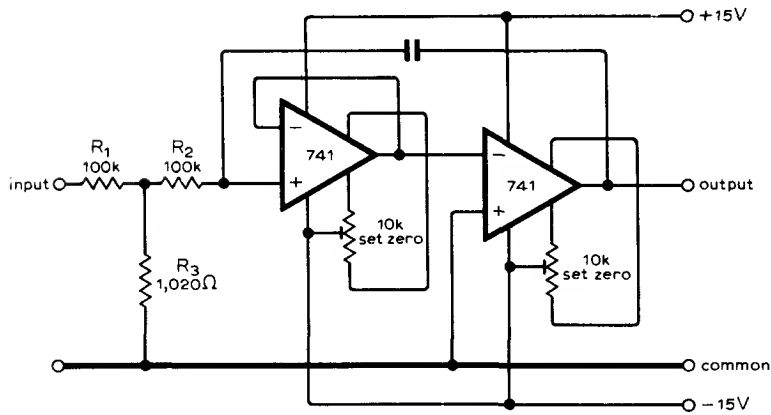 +15V
R1
100k
R2
100k
−
741
+
−
741
+
input
output
10k
set zero
10k
set zero
R3
1,020Ω
common
−15V